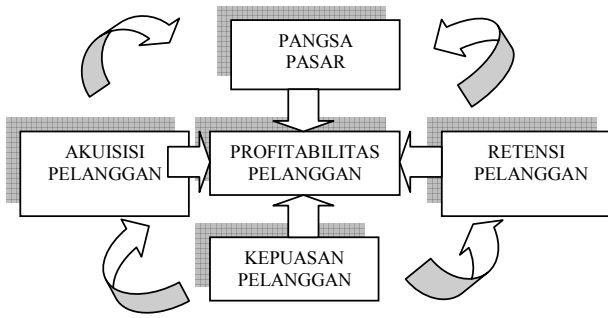 PANGSA
PASAR
AKUISISI
PELANGGAN
PROFITABILITAS
PELANGGAN
RETENSI
PELANGGAN
KEPUASAN
PELANGGAN